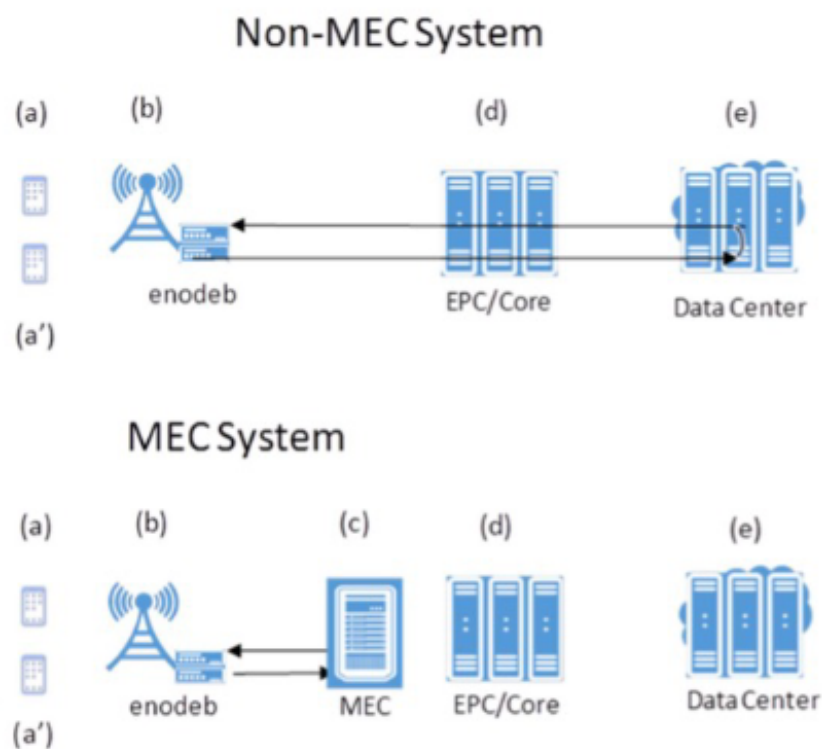 Non-MEC System
(a) (b) (d) (e)
enodeb EPC/Core Data Center
(a')
MEC System
(a) (b) (c) (d) (e)
enodeb MEC EPC/Core Data Center
(a')